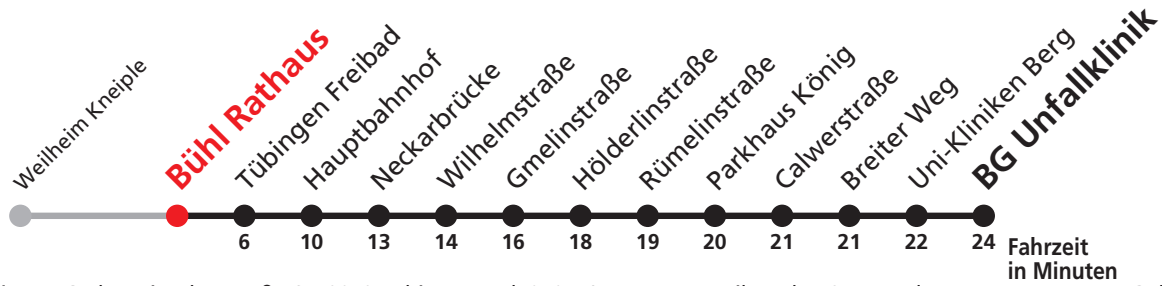 Weilheim Kneiple
Bühl Rathaus
Tübingen Freibad
Hauptbahnhof
Neckarbrücke
Wilhelmstraße
Gmelinstraße
Hölderlinstraße
Rümelinstraße
Parkhaus König
Calwerstraße
Breiter Weg
Uni-Kliniken Berg
BG Unfallklinik
6 10 13 14 16 18 19 20 21 21 22 24
Fahrzeit
in Minuten